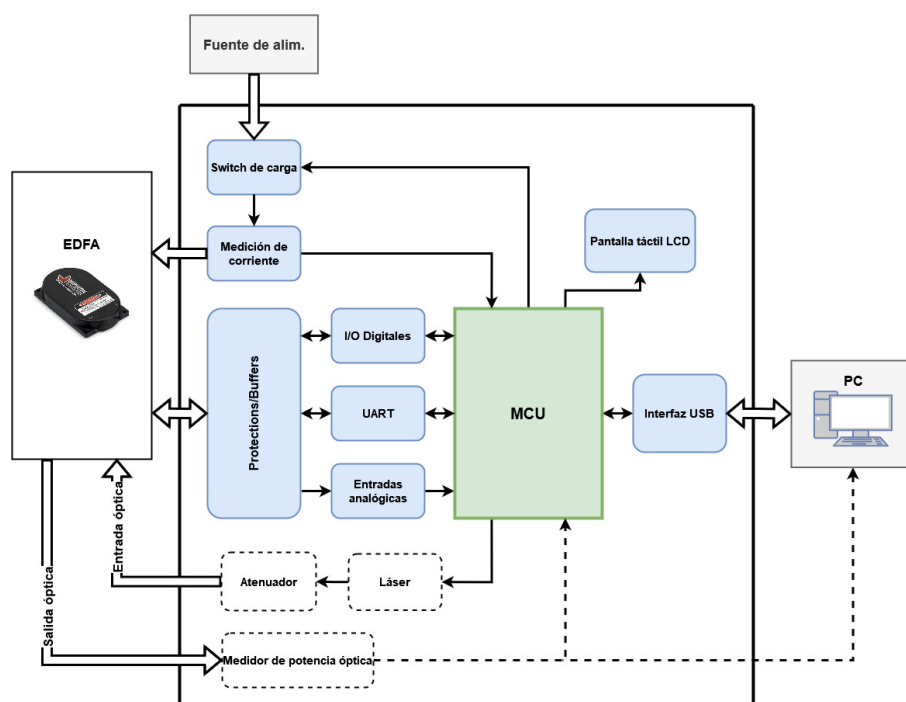 Fuente de alim.
Switch de carga
EDFA
Medición de
corriente
Pantalla táctil LCD
Protections/Buffers
I/O Digitales
UART
Entradas
analógicas
MCU
Interfaz USB
PC
Entrada óptica
Salida óptica
Atenuador
Láser
Medidor de potencia óptica